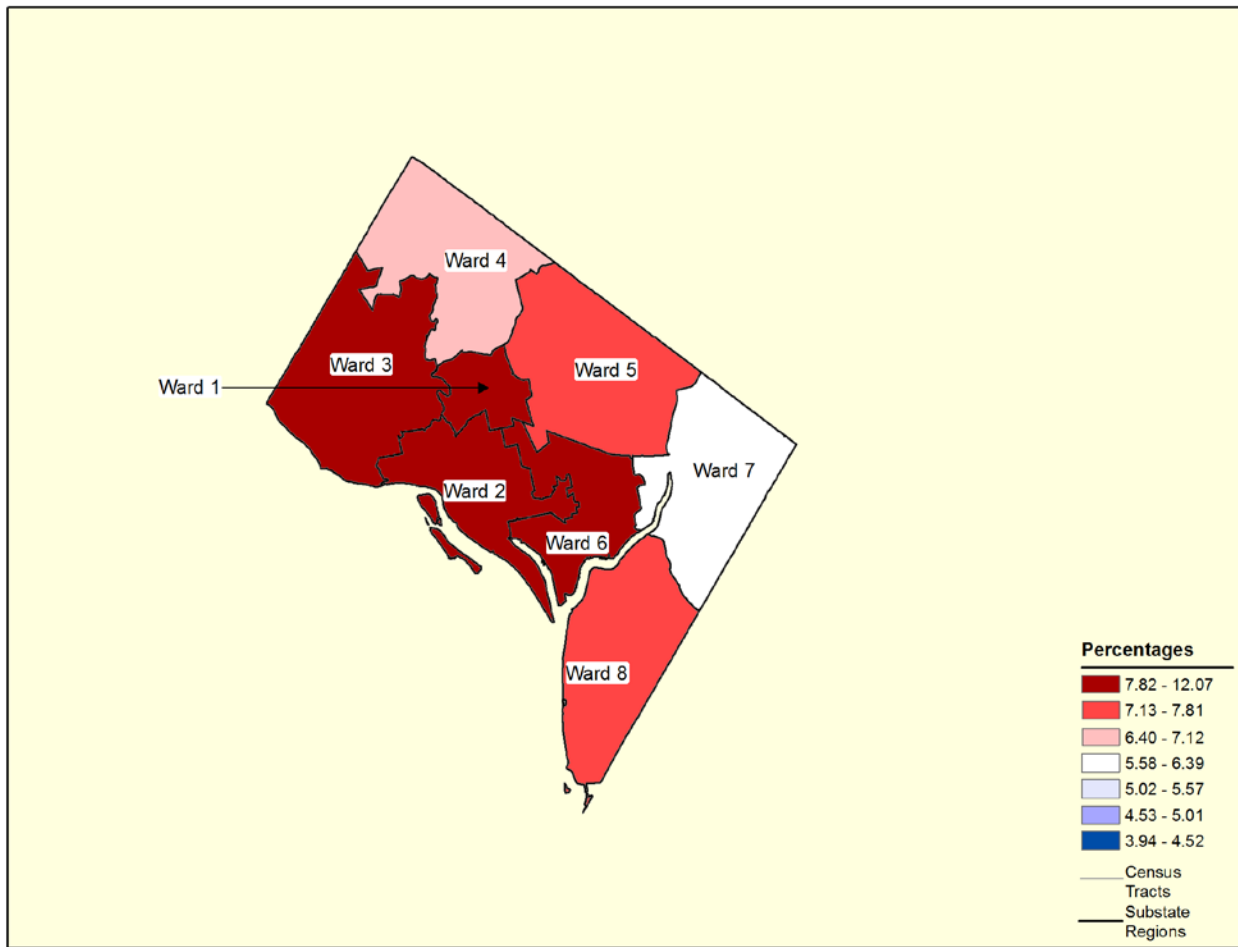 Ward 4
Ward 3
Ward 5
Ward 1
Ward 7
Ward 2
Ward 6
Ward 8
Percentages
7.82 - 12.07
7.13 - 7.81
6.40 - 7.12
5.58 - 6.39
5.02 - 5.57
4.53 - 5.01
3.94 - 4.52
Census
Tracts
Substate
Regions